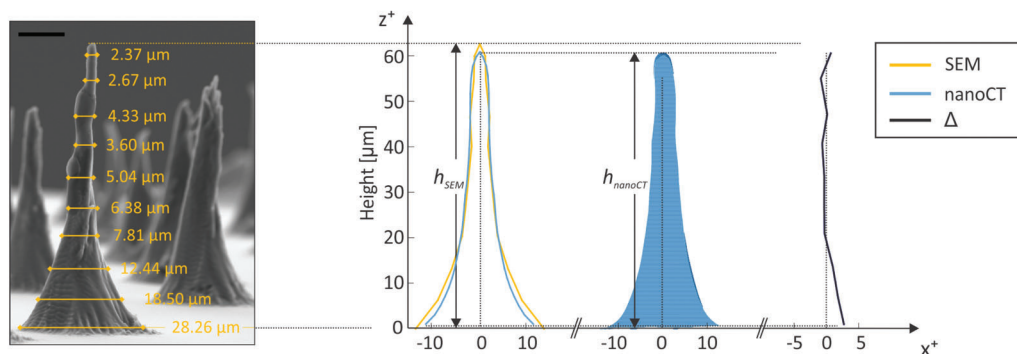 2.37 µm
2.67 µm
4.33 µm
3.60 µm
5.04 µm
6.38 µm
7.81 µm
12.44 µm
18.50 µm
28.26 µm
z⁺
Height [µm]
60
50
40
30
20
10
0
h_SEM
h_nanoCT
-10 0 10 -10 0 10 -5 0 5
x⁺
SEM
nanoCT
Δ